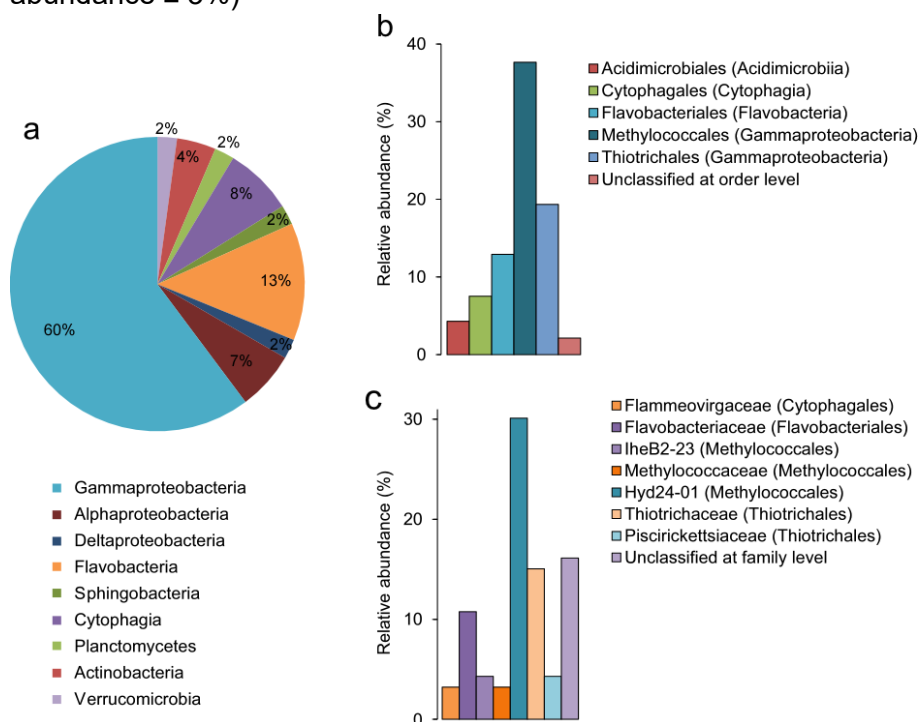 abundance
a
2%
4%
2%
8%
2%
13%
2%
7%
60%
Gammaproteobacteria
Alphaproteobacteria
Deltaproteobacteria
Flavobacteria
Sphingobacteria
Cytophagia
Planctomycetes
Actinobacteria
Verrucomicrobia
b
Relative abundance (%)
40
30
20
10
0
Acidimicrobiales (Acidimicrobiia)
Cytophagales (Cytophagia)
Flavobacteriales (Flavobacteria)
Methylococcales (Gammaproteobacteria)
Thiotrichales (Gammaproteobacteria)
Unclassified at order level
c
Relative abundance (%)
30
20
10
0
Flammeovirgaceae (Cytophagales)
Flavobacteriaceae (Flavobacteriales)
IheB2-23 (Methylococcales)
Methylococcaceae (Methylococcales)
Hyd24-01 (Methylococcales)
Thiotrichaceae (Thiotrichales)
Piscirickettsiaceae (Thiotrichales)
Unclassified at family level